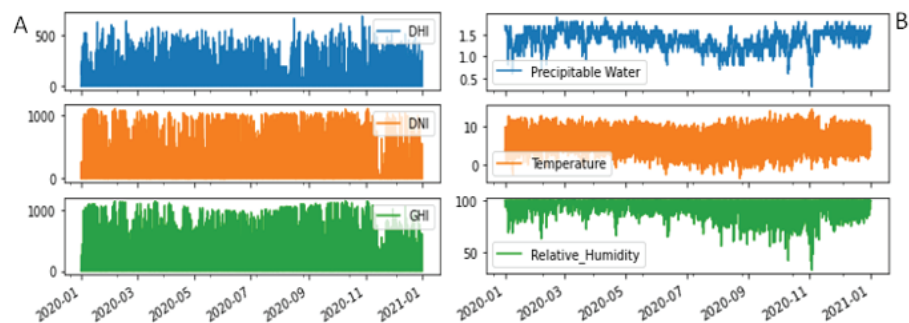 A
500
0
DHI
1000
0
DNI
1000
0
GHI
2020-01 2020-03 2020-05 2020-07 2020-09 2020-11 2021-01
B
1.5
1.0
0.5
Precipitable Water
10
0
Temperature
100
50
Relative_Humidity
2020-01 2020-03 2020-05 2020-07 2020-09 2020-11 2021-01